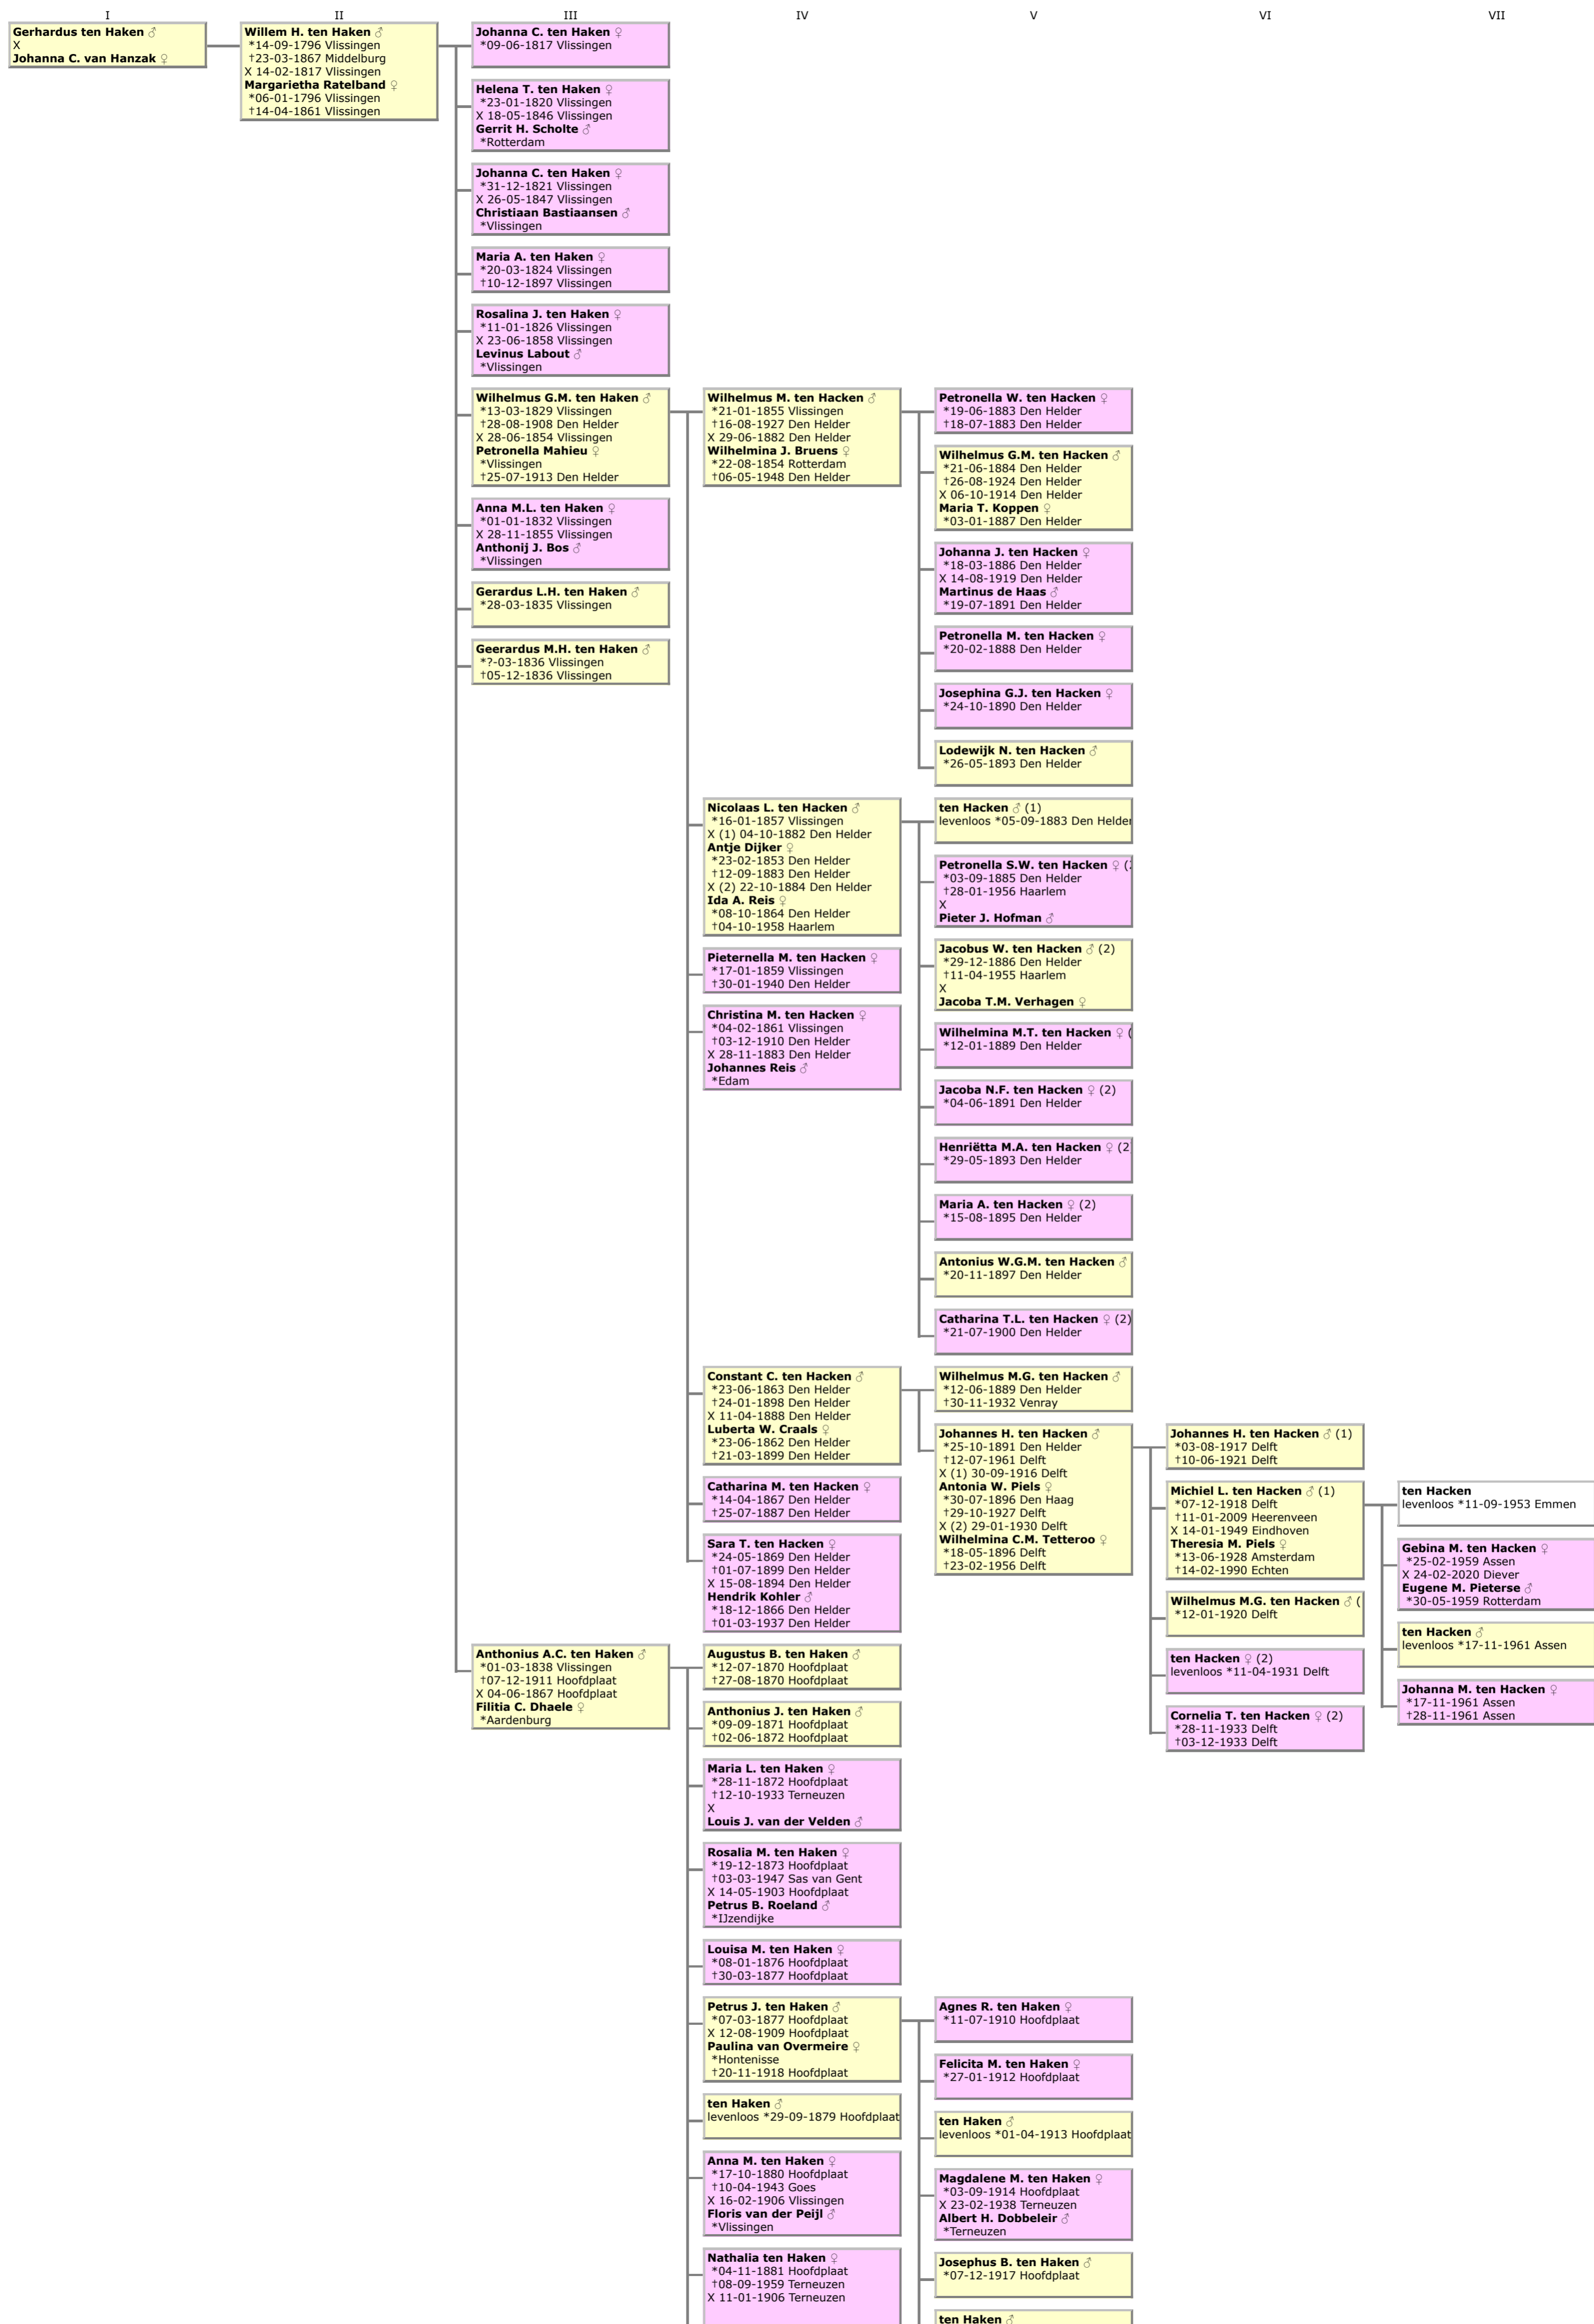 I
II
III
IV
V
VI
VII
Gerhardus ten Haken ♂
X
Johanna C. van Hanzak ♀
Willem H. ten Haken ♂
*14-09-1796 Vlissingen
†23-03-1867 Middelburg
X 14-02-1817 Vlissingen
Margarietha Ratelband ♀
*06-01-1796 Vlissingen
†14-04-1861 Vlissingen
Johanna C. ten Haken ♀
*09-06-1817 Vlissingen
Helena T. ten Haken ♀
*23-01-1820 Vlissingen
X 18-05-1846 Vlissingen
Gerrit H. Scholte ♂
*Rotterdam
Johanna C. ten Haken ♀
*31-12-1821 Vlissingen
X 26-05-1847 Vlissingen
Christiaan Bastiaansen ♂
*Vlissingen
Maria A. ten Haken ♀
*20-03-1824 Vlissingen
†10-12-1897 Vlissingen
Rosalina J. ten Haken ♀
*11-01-1826 Vlissingen
X 23-06-1858 Vlissingen
Levinus Labout ♂
*Vlissingen
Wilhelmus G.M. ten Haken ♂
*13-03-1829 Vlissingen
†28-08-1908 Den Helder
X 28-06-1854 Vlissingen
Petronella Mahieu ♀
*Vlissingen
†25-07-1913 Den Helder
Anna M.L. ten Haken ♀
*01-01-1832 Vlissingen
X 28-11-1855 Vlissingen
Anthonij J. Bos ♂
*Vlissingen
Gerardus L.H. ten Haken ♂
*28-03-1835 Vlissingen
Geerardus M.H. ten Haken ♂
*?-03-1836 Vlissingen
†05-12-1836 Vlissingen
Anthonius A.C. ten Haken ♂
*01-03-1838 Vlissingen
†07-12-1911 Hoofdplaat
X 04-06-1867 Hoofdplaat
Filitia C. Dhaele ♀
*Aardenburg
Wilhelmus M. ten Hacken ♂
*21-01-1855 Vlissingen
†16-08-1927 Den Helder
X 29-06-1882 Den Helder
Wilhelmina J. Bruens ♀
*22-08-1854 Rotterdam
†06-05-1948 Den Helder
Nicolaas L. ten Hacken ♂
*16-01-1857 Vlissingen
X (1) 04-10-1882 Den Helder
Antje Dijker ♀
*23-02-1853 Den Helder
†12-09-1883 Den Helder
X (2) 22-10-1884 Den Helder
Ida A. Reis ♀
*08-10-1864 Den Helder
†04-10-1958 Haarlem
Pieternella M. ten Hacken ♀
*17-01-1859 Vlissingen
†30-01-1940 Den Helder
Christina M. ten Hacken ♀
*04-02-1861 Vlissingen
†03-12-1910 Den Helder
X 28-11-1883 Den Helder
Johannes Reis ♂
*Edam
Constant C. ten Hacken ♂
*23-06-1863 Den Helder
†24-01-1898 Den Helder
X 11-04-1888 Den Helder
Luberta W. Craals ♀
*23-06-1862 Den Helder
†21-03-1899 Den Helder
Catharina M. ten Hacken ♀
*14-04-1867 Den Helder
†25-07-1887 Den Helder
Sara T. ten Hacken ♀
*24-05-1869 Den Helder
†01-07-1899 Den Helder
X 15-08-1894 Den Helder
Hendrik Kohler ♂
*18-12-1866 Den Helder
†01-03-1937 Den Helder
Augustus B. ten Haken ♂
*12-07-1870 Hoofdplaat
†27-08-1870 Hoofdplaat
Anthonius J. ten Haken ♂
*09-09-1871 Hoofdplaat
†02-06-1872 Hoofdplaat
Maria L. ten Haken ♀
*28-11-1872 Hoofdplaat
†12-10-1933 Terneuzen
X
Louis J. van der Velden ♂
Rosalia M. ten Haken ♀
*19-12-1873 Hoofdplaat
†03-03-1947 Sas van Gent
X 14-05-1903 Hoofdplaat
Petrus B. Roeland ♂
*IJzendijke
Louisa M. ten Haken ♀
*08-01-1876 Hoofdplaat
†30-03-1877 Hoofdplaat
Petrus J. ten Haken ♂
*07-03-1877 Hoofdplaat
X 12-08-1909 Hoofdplaat
Paulina van Overmeire ♀
*Hontenisse
†20-11-1918 Hoofdplaat
ten Haken ♂
levenloos *29-09-1879 Hoofdplaat
Anna M. ten Haken ♀
*17-10-1880 Hoofdplaat
†10-04-1943 Goes
X 16-02-1906 Vlissingen
Floris van der Peijl ♂
*Vlissingen
Nathalia ten Haken ♀
*04-11-1881 Hoofdplaat
†08-09-1959 Terneuzen
X 11-01-1906 Terneuzen
Petronella W. ten Hacken ♀
*19-06-1883 Den Helder
†18-07-1883 Den Helder
Wilhelmus G.M. ten Hacken ♂
*21-06-1884 Den Helder
†26-08-1924 Den Helder
X 06-10-1914 Den Helder
Maria T. Koppen ♀
*03-01-1887 Den Helder
Johanna J. ten Hacken ♀
*18-03-1886 Den Helder
X 14-08-1919 Den Helder
Martinus de Haas ♂
*19-07-1891 Den Helder
Petronella M. ten Hacken ♀
*20-02-1888 Den Helder
Josephina G.J. ten Hacken ♀
*24-10-1890 Den Helder
Lodewijk N. ten Hacken ♂
*26-05-1893 Den Helder
ten Hacken ♂ (1)
levenloos *05-09-1883 Den Helder
Petronella S.W. ten Hacken ♀ (2
*03-09-1885 Den Helder
†28-01-1956 Haarlem
X
Pieter J. Hofman ♂
Jacobus W. ten Hacken ♂ (2)
*29-12-1886 Den Helder
†11-04-1955 Haarlem
X
Jacoba T.M. Verhagen ♀
Wilhelmina M.T. ten Hacken ♀ (
*12-01-1889 Den Helder
Jacoba N.F. ten Hacken ♀ (2)
*04-06-1891 Den Helder
Henriëtta M.A. ten Hacken ♀ (2
*29-05-1893 Den Helder
Maria A. ten Hacken ♀ (2)
*15-08-1895 Den Helder
Antonius W.G.M. ten Hacken ♂
*20-11-1897 Den Helder
Catharina T.L. ten Hacken ♀ (2)
*21-07-1900 Den Helder
Wilhelmus M.G. ten Hacken ♂
*12-06-1889 Den Helder
†30-11-1932 Venray
Johannes H. ten Hacken ♂
*25-10-1891 Den Helder
†12-07-1961 Delft
X (1) 30-09-1916 Delft
Antonia W. Piels ♀
*30-07-1896 Den Haag
†29-10-1927 Delft
X (2) 29-01-1930 Delft
Wilhelmina C.M. Tetteroo ♀
*18-05-1896 Delft
†23-02-1956 Delft
Agnes R. ten Haken ♀
*11-07-1910 Hoofdplaat
Felicita M. ten Haken ♀
*27-01-1912 Hoofdplaat
ten Haken ♂
levenloos *01-04-1913 Hoofdplaat
Magdalene M. ten Haken ♀
*03-09-1914 Hoofdplaat
X 23-02-1938 Terneuzen
Albert H. Dobbeleir ♂
*Terneuzen
Josephus B. ten Haken ♂
*07-12-1917 Hoofdplaat
ten Haken ♂
Johannes H. ten Hacken ♂ (1)
*03-08-1917 Delft
†10-06-1921 Delft
Michiel L. ten Hacken ♂ (1)
*07-12-1918 Delft
†11-01-2009 Heerenveen
X 14-01-1949 Eindhoven
Theresia M. Piels ♀
*13-06-1928 Amsterdam
†14-02-1990 Echten
Wilhelmus M.G. ten Hacken ♂ (
*12-01-1920 Delft
ten Hacken ♀ (2)
levenloos *11-04-1931 Delft
Cornelia T. ten Hacken ♀ (2)
*28-11-1933 Delft
†03-12-1933 Delft
ten Hacken
levenloos *11-09-1953 Emmen
Gebina M. ten Hacken ♀
*25-02-1959 Assen
X 24-02-2020 Diever
Eugene M. Pieterse ♂
*30-05-1959 Rotterdam
ten Hacken ♂
levenloos *17-11-1961 Assen
Johanna M. ten Hacken ♀
*17-11-1961 Assen
†28-11-1961 Assen